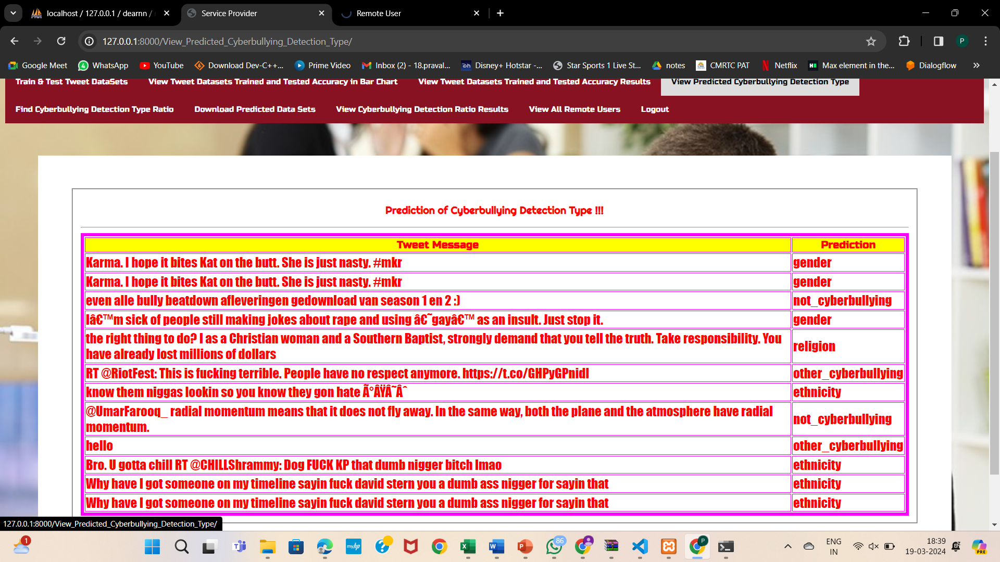 localhost / 127.0.0.1 / dearnn /
Service Provider
Remote User
127.0.0.1:8000/View_Predicted_Cyberbullying_Detection_Type/
P
Google Meet
WhatsApp
YouTube
Download Dev-C++...
Prime Video
Inbox (2) - 18.praval...
Disney+ Hotstar -...
Star Sports 1 Live St...
notes
CMRTC PAT
Netflix
Max element in the...
Dialogflow
Train & Test Tweet DataSets
View Tweet Datasets Trained and Tested Accuracy in Bar Chart
View Tweet Datasets Trained and Tested Accuracy Results
View Predicted Cyberbullying Detection Type
Find Cyberbullying Detection Type Ratio
Download Predicted Data Sets
View Cyberbullying Detection Ratio Results
View All Remote Users
Logout
Prediction of Cyberbullying Detection Type !!!
Tweet Message Prediction
Karma. I hope it bites Kat on the butt. She is just nasty. #mkr gender
Karma. I hope it bites Kat on the butt. She is just nasty. #mkr gender
even alle bully beatdown afleveringen gedownload van season 1 en 2 :) not_cyberbullying
Iâ€™m sick of people still making jokes about rape and using â€˜gayâ€™ as an insult. Just stop it. gender
the right thing to do? I as a Christian woman and a Southern Baptist, strongly demand that you tell the truth. Take responsibility. You
have already lost millions of dollars
religion
RT @RiotFest: This is fucking terrible. People have no respect anymore. https://t.co/GHPyGPnidl other_cyberbullying
know them niggas lookin so you know they gon hate Ã°ÂŸÂ˜Âˆ ethnicity
@UmarFarooq_ radial momentum means that it does not fly away. In the same way, both the plane and the atmosphere have radial
momentum.
not_cyberbullying
hello other_cyberbullying
Bro. U gotta chill RT @CHILLShrammy: Dog FUCK KP that dumb nigger bitch lmao ethnicity
Why have I got someone on my timeline sayin fuck david stern you a dumb ass nigger for sayin that ethnicity
Why have I got someone on my timeline sayin fuck david stern you a dumb ass nigger for sayin that ethnicity
127.0.0.1:8000/View_Predicted_Cyberbullying_Detection_Type/
1
86
P
ENG
IN
18:39
19-03-2024
PRE